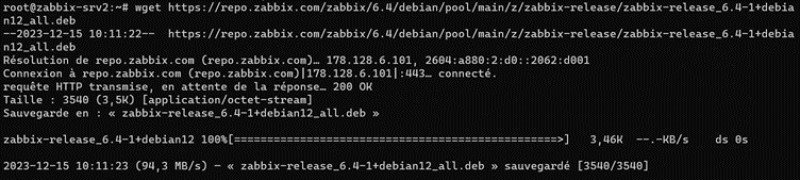 root@zabbix-srv2:~# wget https://repo.zabbix.com/zabbix/6.4/debian/pool/main/z/zabbix-release/zabbix-release_6.4-1+debia
n12_all.deb
--2023-12-15 10:11:22--  https://repo.zabbix.com/zabbix/6.4/debian/pool/main/z/zabbix-release/zabbix-release_6.4-1+debia
n12_all.deb
Résolution de repo.zabbix.com (repo.zabbix.com)… 178.128.6.101, 2604:a880:2:d0::2062:d001
Connexion à repo.zabbix.com (repo.zabbix.com)|178.128.6.101|:443… connecté.
requête HTTP transmise, en attente de la réponse… 200 OK
Taille : 3540 (3,5K) [application/octet-stream]
Sauvegarde en : « zabbix-release_6.4-1+debian12_all.deb »
zabbix-release_6.4-1+debian12 100%[=================================================>]   3,46K  --.-KB/s    ds 0s
2023-12-15 10:11:23 (94,3 MB/s) — « zabbix-release_6.4-1+debian12_all.deb » sauvegardé [3540/3540]